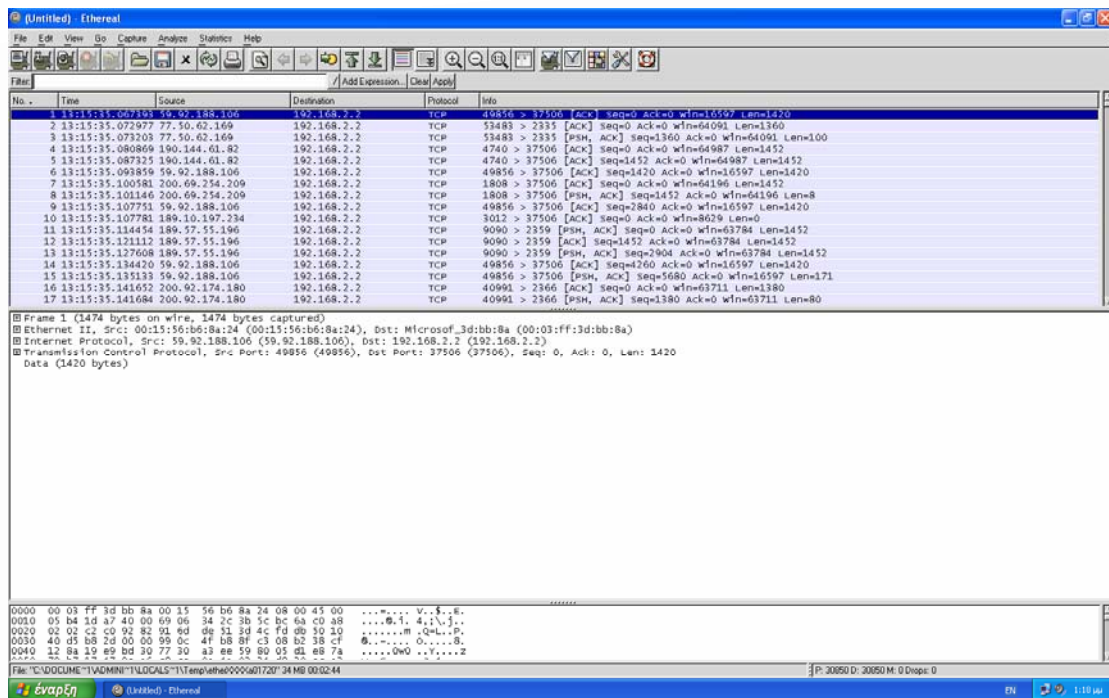 (Untitled) - Ethereal
File Edit View Go Capture Analyze Statistics Help
Filter: Add Expression... Clear Apply
No. . Time Source Destination Protocol Info
1 13:15:35.067393 59.92.188.106 192.168.2.2 TCP 49856 > 37506 [ACK] Seq=0 Ack=0 Win=16597 Len=1420
2 13:15:35.072977 77.50.62.169 192.168.2.2 TCP 53483 > 2335 [ACK] Seq=0 Ack=0 Win=64091 Len=1360
3 13:15:35.073203 77.50.62.169 192.168.2.2 TCP 53483 > 2335 [PSH, ACK] Seq=1360 Ack=0 Win=64091 Len=100
4 13:15:35.080869 190.144.61.82 192.168.2.2 TCP 4740 > 37506 [ACK] Seq=0 Ack=0 Win=64987 Len=1452
5 13:15:35.087325 190.144.61.82 192.168.2.2 TCP 4740 > 37506 [ACK] Seq=1452 Ack=0 Win=64987 Len=1452
6 13:15:35.093859 59.92.188.106 192.168.2.2 TCP 49856 > 37506 [ACK] Seq=1420 Ack=0 Win=16597 Len=1420
7 13:15:35.100581 200.69.254.209 192.168.2.2 TCP 1808 > 37506 [ACK] Seq=0 Ack=0 Win=64196 Len=1452
8 13:15:35.101146 200.69.254.209 192.168.2.2 TCP 1808 > 37506 [PSH, ACK] Seq=1452 Ack=0 Win=64196 Len=8
9 13:15:35.107751 59.92.188.106 192.168.2.2 TCP 49856 > 37506 [ACK] Seq=2840 Ack=0 Win=16597 Len=1420
10 13:15:35.107781 189.10.197.234 192.168.2.2 TCP 3012 > 37506 [ACK] Seq=0 Ack=0 Win=8629 Len=0
11 13:15:35.114454 189.57.55.196 192.168.2.2 TCP 9090 > 2359 [PSH, ACK] Seq=0 Ack=0 Win=63784 Len=1452
12 13:15:35.121112 189.57.55.196 192.168.2.2 TCP 9090 > 2359 [ACK] Seq=1452 Ack=0 Win=63784 Len=1452
13 13:15:35.127608 189.57.55.196 192.168.2.2 TCP 9090 > 2359 [PSH, ACK] Seq=2904 Ack=0 Win=63784 Len=1452
14 13:15:35.134420 59.92.188.106 192.168.2.2 TCP 49856 > 37506 [ACK] Seq=4260 Ack=0 Win=16597 Len=1420
15 13:15:35.135133 59.92.188.106 192.168.2.2 TCP 49856 > 37506 [PSH, ACK] Seq=5680 Ack=0 Win=16597 Len=171
16 13:15:35.141652 200.92.174.180 192.168.2.2 TCP 40991 > 2366 [ACK] Seq=0 Ack=0 Win=63711 Len=1380
17 13:15:35.141684 200.92.174.180 192.168.2.2 TCP 40991 > 2366 [PSH, ACK] Seq=1380 Ack=0 Win=63711 Len=80
Frame 1 (1474 bytes on wire, 1474 bytes captured)
Ethernet II, Src: 00:15:56:b6:8a:24 (00:15:56:b6:8a:24), Dst: Microsof_3d:bb:8a (00:03:ff:3d:bb:8a)
Internet Protocol, Src: 59.92.188.106 (59.92.188.106), Dst: 192.168.2.2 (192.168.2.2)
Transmission Control Protocol, Src Port: 49856 (49856), Dst Port: 37506 (37506), Seq: 0, Ack: 0, Len: 1420
Data (1420 bytes)
0000 00 03 ff 3d bb 8a 00 15 56 b6 8a 24 08 00 45 00 ...=.... V..$..E.
0010 05 b4 1d a7 40 00 69 06 34 2c 3b 5c bc 6a c0 a8 ....@.i. 4,;\.j..
0020 02 02 c2 c0 92 82 91 6d de 51 3d 4c fd db 50 10 .......m .Q=L..P.
0030 40 d5 b8 2d 00 00 99 0c 4f b8 8f c3 08 b2 38 cf @..-.... O.....8.
0040 12 8a 19 e9 bd 30 77 30 a3 ee 59 80 05 d1 e8 7a .....0w0 ..Y....z
File: "C:\DOCUME~1\ADMINI~1\LOCALS~1\Temp\etherXXXXa01720" 34 MB 00:02:44 P: 30850 D: 30850 M: 0 Drops: 0
έναρξη (Untitled) - Ethereal EN 1:18 μμ